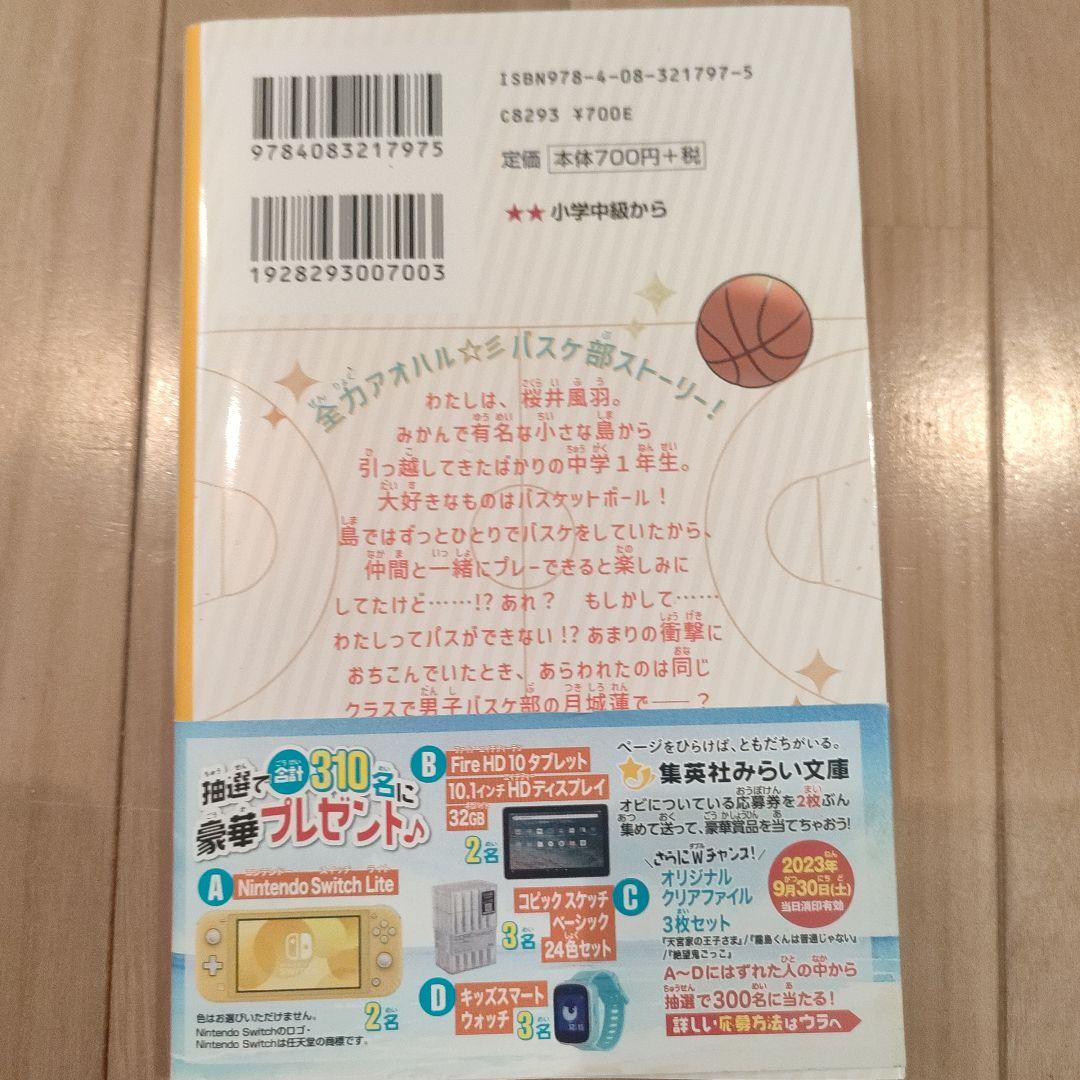 ISBN978-4-08-321797-5
C8293 ¥700E
9784083217975
定価 本体700円+税
★★小学中級から
1928293007003
全力アオハル☆彡バスケ部ストーリー!
わたしは、桜井風羽。
みかんで有名な小さな島から
引っ越してきたばかりの中学1年生。
大好きなものはバスケットボール!
島ではずっとひとりでバスケをしていたから、
仲間と一緒にプレーできると楽しみに
してたけど……!? あれ? もしかして……
わたしってパスができない!? あまりの衝撃に
おちこんでいたとき、あらわれたのは同じ
クラスで男子バスケ部の月城蓮で──?
抽選で合計310名に
豪華プレゼント♪
A Nintendo Switch Lite
2名
色はお選びいただけません。
Nintendo Switchのロゴ・
Nintendo Switchは任天堂の商標です。
B Fire HD 10 タブレット
10.1インチHDディスプレイ
32GB
2名
C コピック スケッチ
ベーシック
24色セット
3名
D キッズスマート
ウォッチ
3名
ページをひらけば、ともだちがいる。
集英社みらい文庫
オビについている応募券を2枚ぶん
集めて送って、豪華賞品を当てちゃおう!
さらにWチャンス!
オリジナル
クリアファイル
3枚セット
2023年
9月30日(土)
当日消印有効
『天宮家の王子さま』/『霧島くんは普通じゃない』
/『絶望鬼ごっこ』
A〜Dにはずれた人の中から
抽選で300名に当たる!
詳しい応募方法はウラへ